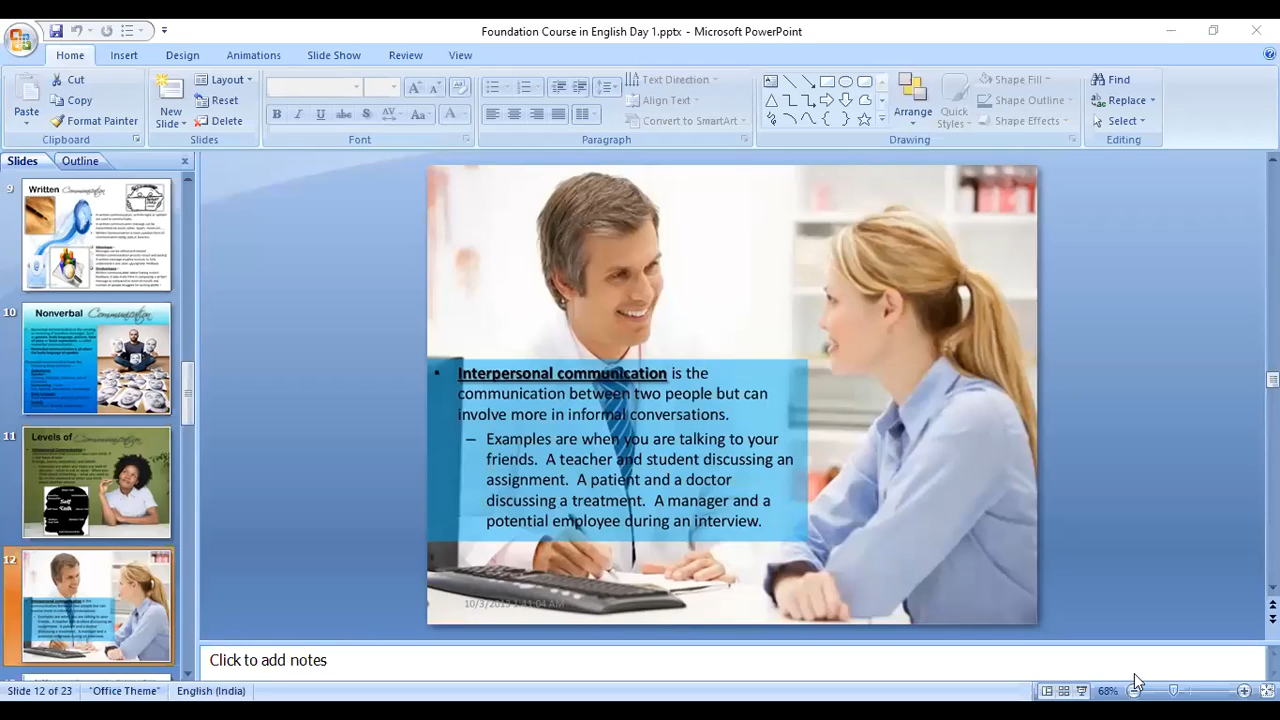 Foundation Course in English Day 1.pptx - Microsoft PowerPoint
Home Insert Design Animations Slide Show Review View
Paste
Cut
Copy
Format Painter
Clipboard
New Slide
Layout
Reset
Delete
Slides
Font
Text Direction
Align Text
Convert to SmartArt
Paragraph
Arrange
Quick Styles
Shape Fill
Shape Outline
Shape Effects
Drawing
Find
Replace
Select
Editing
Slides Outline
9
Written Communication
10
Nonverbal Communication
11
Levels of Communication
12
▪ Interpersonal communication is the
communication between two people but can
involve more in informal conversations.
– Examples are when you are talking to your
friends. A teacher and student discussing an
assignment. A patient and a doctor
discussing a treatment. A manager and a
potential employee during an interview.
Click to add notes
Slide 12 of 23 "Office Theme" English (India) 68%